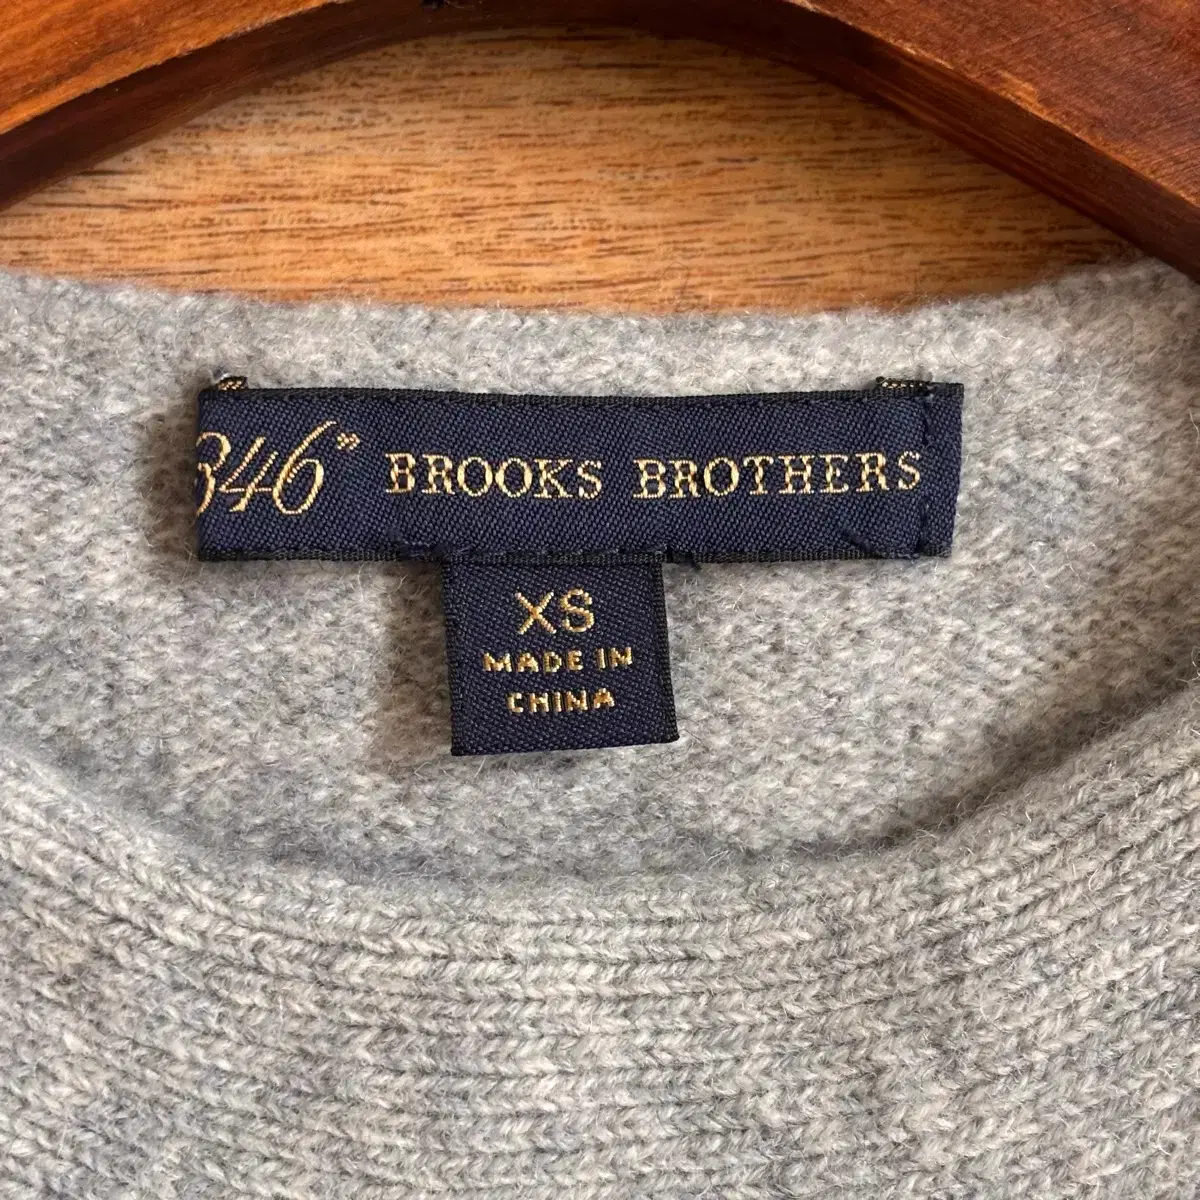 346” BROOKS BROTHERS
XS
MADE IN
CHINA